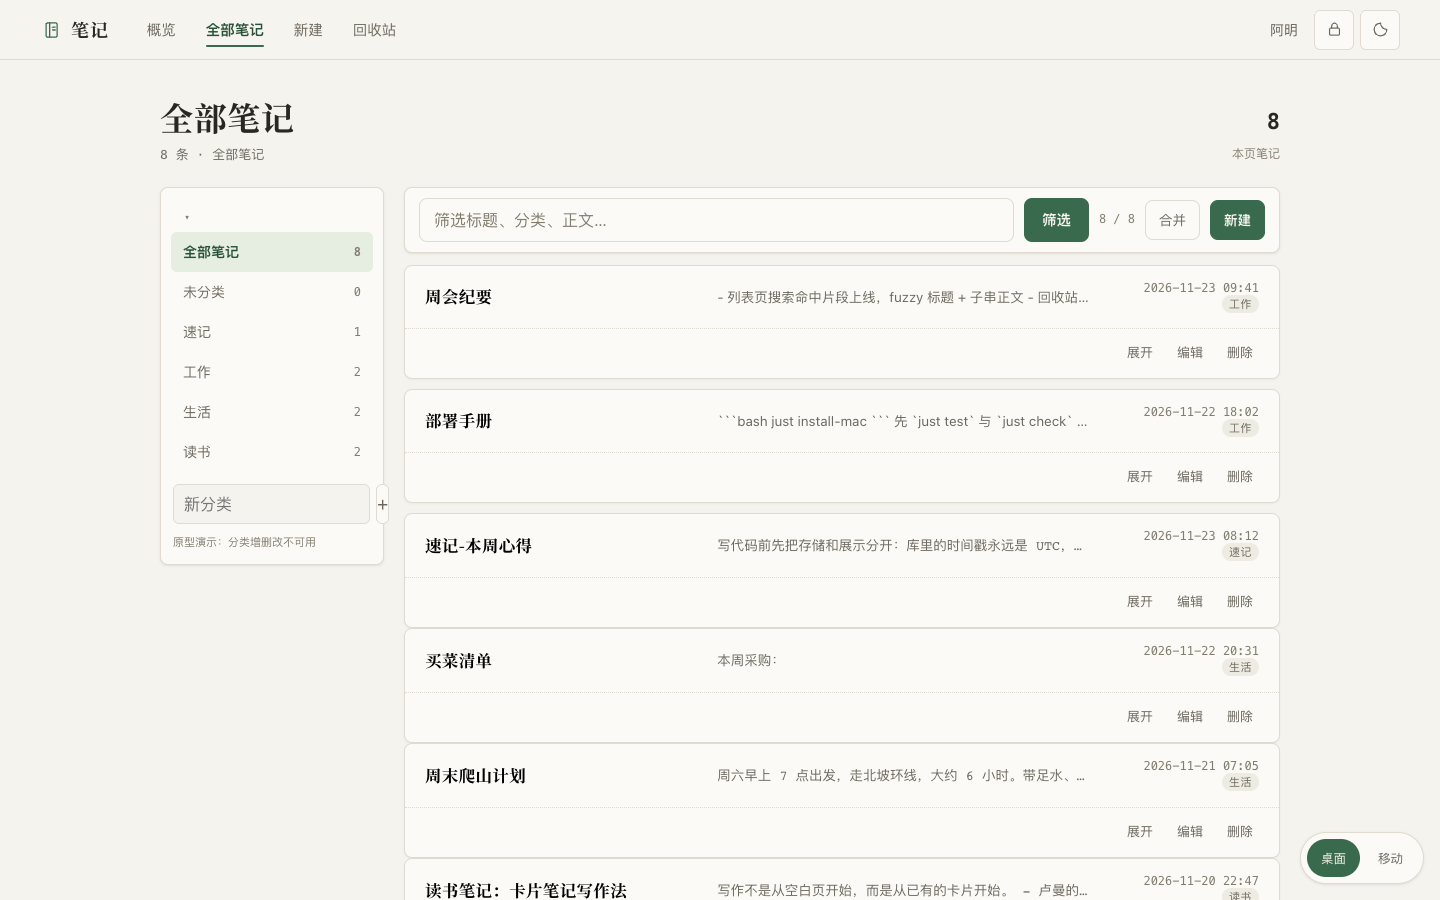 笔记 概览 全部笔记 新建 回收站 阿明
全部笔记
8 条 · 全部笔记
8
本页笔记
全部笔记 8
未分类 0
速记 1
工作 2
生活 2
读书 2
新分类 +
原型演示：分类增删改不可用
筛选标题、分类、正文… 筛选 8 / 8 合并 新建
周会纪要 - 列表页搜索命中片段上线，fuzzy 标题 + 子串正文 - 回收站… 2026-11-23 09:41
工作
展开 编辑 删除
部署手册 ```bash just install-mac ``` 先 `just test` 与 `just check` … 2026-11-22 18:02
工作
展开 编辑 删除
速记-本周心得 写代码前先把存储和展示分开：库里的时间戳永远是 UTC，… 2026-11-23 08:12
速记
展开 编辑 删除
买菜清单 本周采购： 2026-11-22 20:31
生活
展开 编辑 删除
周末爬山计划 周六早上 7 点出发，走北坡环线，大约 6 小时。带足水、… 2026-11-21 07:05
生活
展开 编辑 删除
读书笔记：卡片笔记写作法 写作不是从空白页开始，而是从已有的卡片开始。 - 卢曼的… 2026-11-20 22:47
读书
桌面 移动